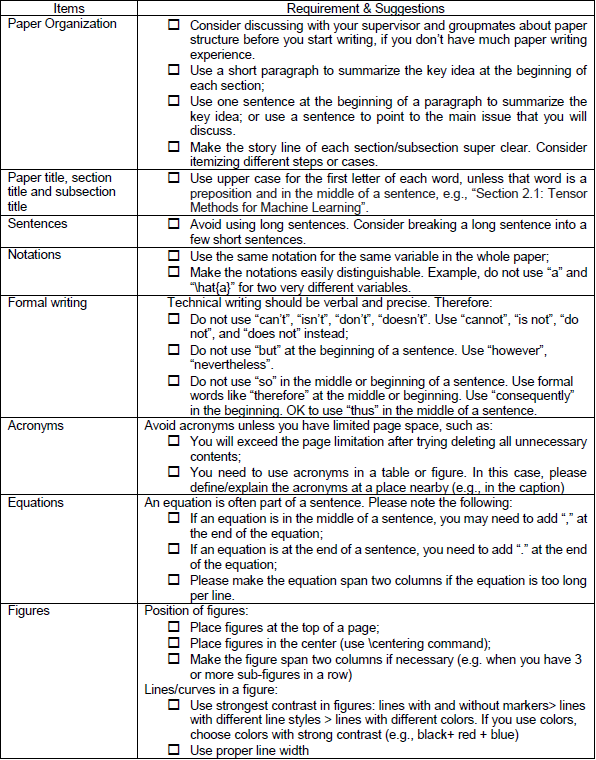 Items Requirement & Suggestions
Paper Organization
☐ Consider discussing with your supervisor and groupmates about paper
structure before you start writing, if you don't have much paper writing
experience.
☐ Use a short paragraph to summarize the key idea at the beginning of
each section;
☐ Use one sentence at the beginning of a paragraph to summarize the
key idea; or use a sentence to point to the main issue that you will
discuss.
☐ Make the story line of each section/subsection super clear. Consider
itemizing different steps or cases.
Paper title, section
title and subsection
title
☐ Use upper case for the first letter of each word, unless that word is a
preposition and in the middle of a sentence, e.g., “Section 2.1: Tensor
Methods for Machine Learning”.
Sentences
☐ Avoid using long sentences. Consider breaking a long sentence into a
few short sentences.
Notations
☐ Use the same notation for the same variable in the whole paper;
☐ Make the notations easily distinguishable. Example, do not use “a” and
“\hat{a}” for two very different variables.
Formal writing
Technical writing should be verbal and precise. Therefore:
☐ Do not use “can’t”, “isn’t”, “don’t”, “doesn’t”. Use “cannot”, “is not”, “do
not”, and “does not” instead;
☐ Do not use “but” at the beginning of a sentence. Use “however”,
“nevertheless”.
☐ Do not use “so” in the middle or beginning of a sentence. Use formal
words like “therefore” at the middle or beginning. Use “consequently”
in the beginning. OK to use “thus” in the middle of a sentence.
Acronyms
Avoid acronyms unless you have limited page space, such as:
☐ You will exceed the page limitation after trying deleting all unnecessary
contents;
☐ You need to use acronyms in a table or figure. In this case, please
define/explain the acronyms at a place nearby (e.g., in the caption)
Equations
An equation is often part of a sentence. Please note the following:
☐ If an equation is in the middle of a sentence, you may need to add “,” at
the end of the equation;
☐ If an equation is at the end of a sentence, you need to add “.” at the end
of the equation;
☐ Please make the equation span two columns if the equation is too long
per line.
Figures
Position of figures:
☐ Place figures at the top of a page;
☐ Place figures in the center (use \centering command);
☐ Make the figure span two columns if necessary (e.g. when you have 3
or more sub-figures in a row)
Lines/curves in a figure:
☐ Use strongest contrast in figures: lines with and without markers> lines
with different line styles > lines with different colors. If you use colors,
choose colors with strong contrast (e.g., black+ red + blue)
☐ Use proper line width